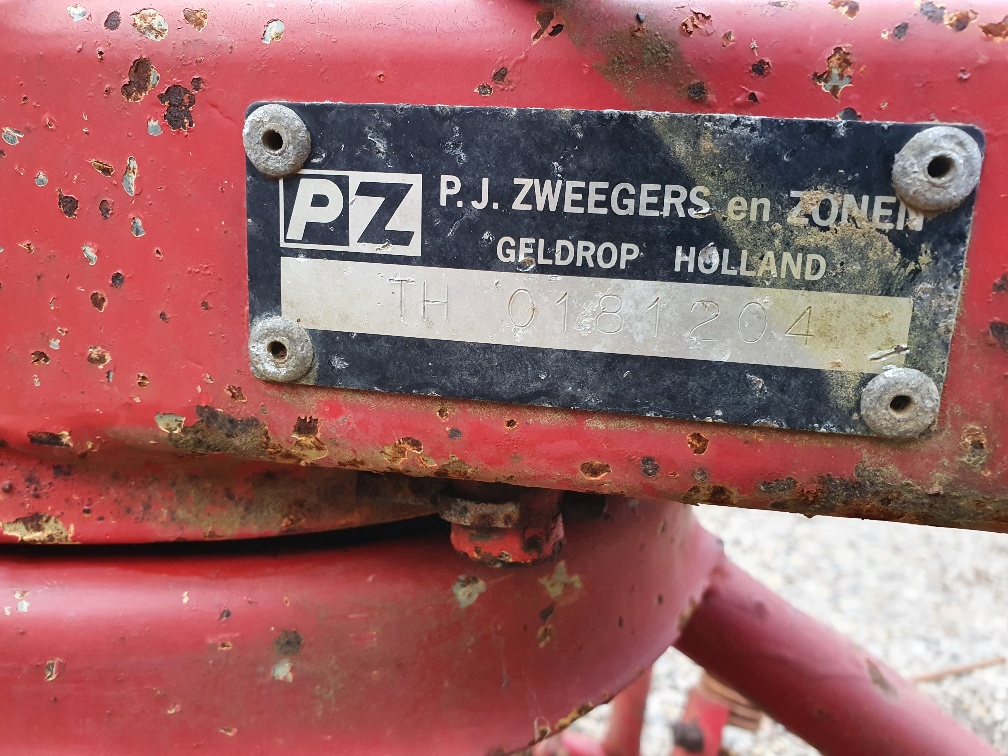 PZ
P.J. ZWEEGERS en ZONEN
GELDROP HOLLAND
TH 0181204